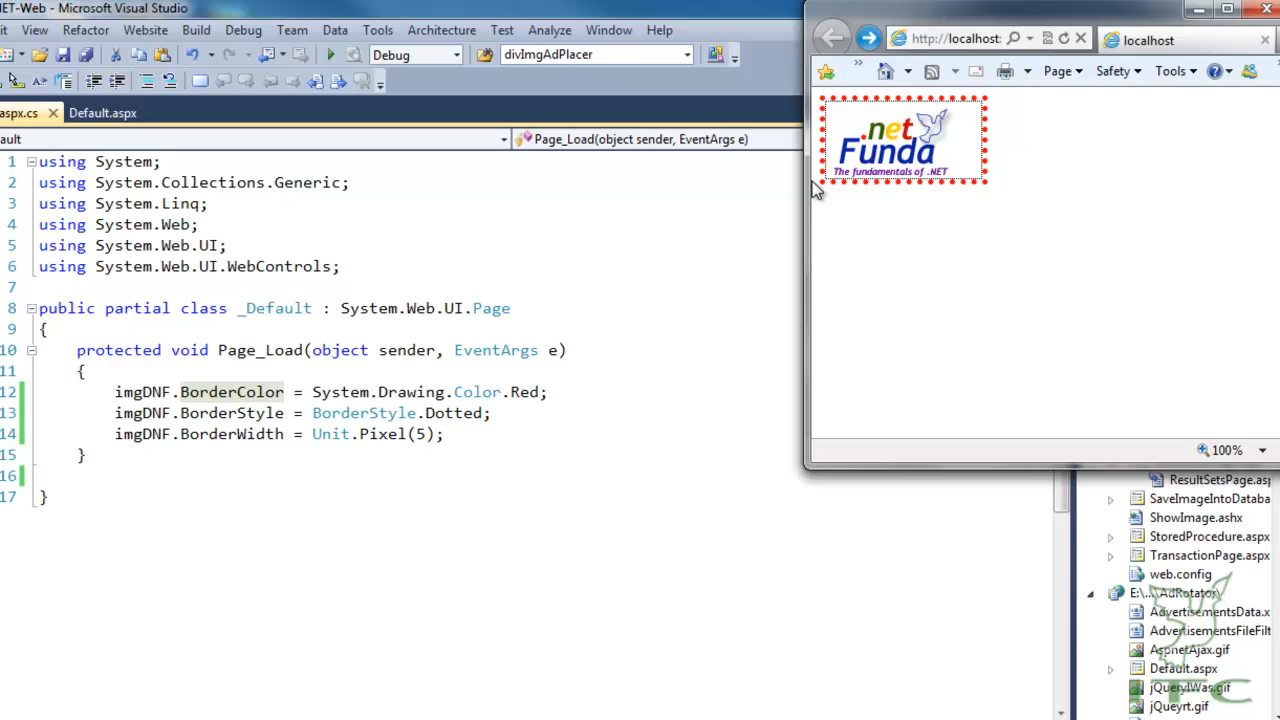 NET-Web - Microsoft Visual Studio
it View Refactor Website Build Debug Team Data Tools Architecture Test Analyze Window Help
Debug divImgAdPlacer
aspx.cs Default.aspx
fault Page_Load(object sender, EventArgs e)
1 using System;
2 using System.Collections.Generic;
3 using System.Linq;
4 using System.Web;
5 using System.Web.UI;
6 using System.Web.UI.WebControls;
7
8 public partial class _Default : System.Web.UI.Page
9 {
10 protected void Page_Load(object sender, EventArgs e)
11 {
12 imgDNF.BorderColor = System.Drawing.Color.Red;
13 imgDNF.BorderStyle = BorderStyle.Dotted;
14 imgDNF.BorderWidth = Unit.Pixel(5);
15 }
16
17 }
http://localhost: localhost
Page Safety Tools
.net
Funda
The fundamentals of .NET
100%
ResultSetsPage.asp
SaveImageIntoDataba
ShowImage.ashx
StoredProcedure.aspx
TransactionPage.aspx
web.config
E:\...\AdRotator\
AdvertisementsData.x
AdvertisementsFileFilt
AspnetAjax.gif
Default.aspx
jQueryIWas.gif
jQueyrt.gif
ITC